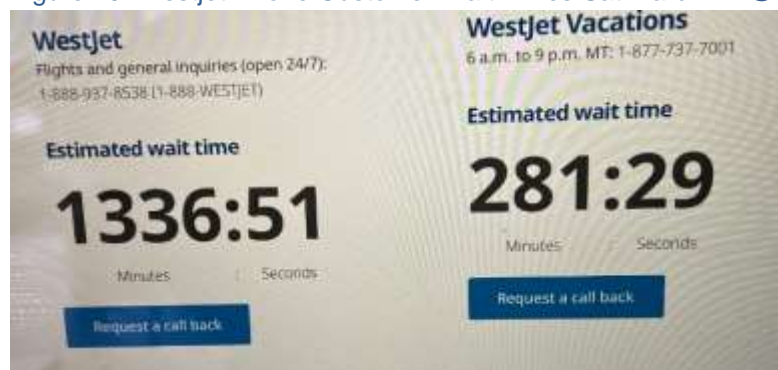 WestJet
Flights and general inquiries (open 24/7):
1-888-937-8538 (1-888-WESTJET)
Estimated wait time
1336:51
Minutes : Seconds
Request a call back
WestJet Vacations
6 a.m. to 9 p.m. MT: 1-877-737-7001
Estimated wait time
281:29
Minutes : Seconds
Request a call back